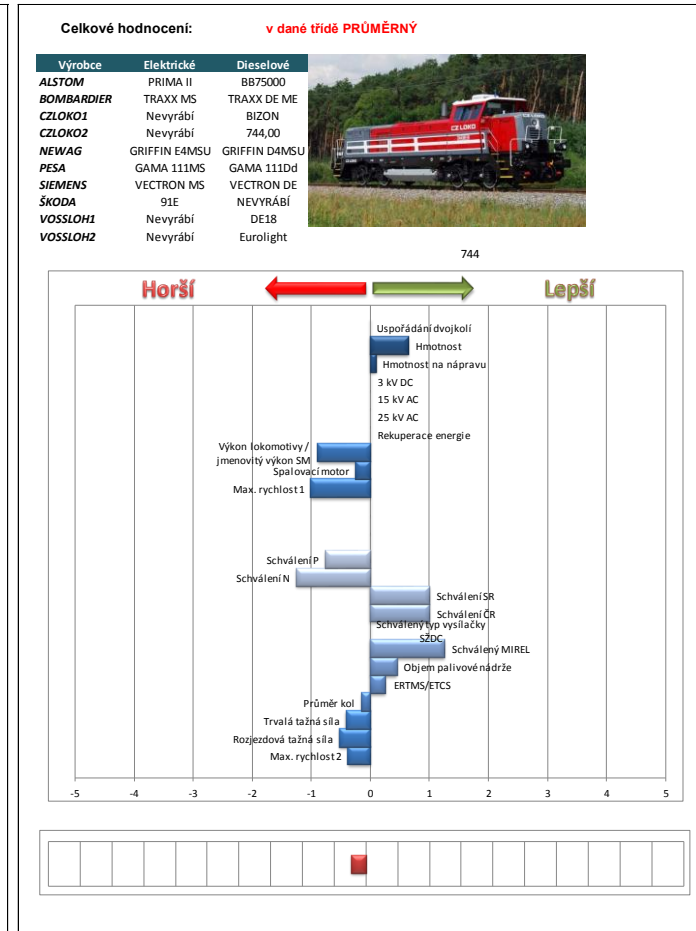 Celkové hodnocení: v dané třídě PRŮMĚRNÝ
Výrobce Elektrické Dieselové
ALSTOM PRIMA II BB75000
BOMBARDIER TRAXX MS TRAXX DE ME
CZLOKO1 Nevyrábí BIZON
CZLOKO2 Nevyrábí 744,00
NEWAG GRIFFIN E4MSU GRIFFIN D4MSU
PESA GAMA 111MS GAMA 111Dd
SIEMENS VECTRON MS VECTRON DE
ŠKODA 91E NEVYRÁBÍ
VOSSLOH1 Nevyrábí DE18
VOSSLOH2 Nevyrábí Eurolight
CZ LOKO
744
Horší Lepší
Uspořádání dvojkolí
Hmotnost
Hmotnost na nápravu
3 kV DC
15 kV AC
25 kV AC
Rekuperace energie
Výkon lokomotivy /
jmenovitý výkon SM
Spalovací motor
Max. rychlost 1
Schválení P
Schválení N
Schválení SR
Schválení ČR
Schválený typ vysílačky
SŽDC
Schválený MIREL
Objem palivové nádrže
ERTMS/ETCS
Průměr kol
Trvalá tažná síla
Rozjezdová tažná síla
Max. rychlost 2
-5 -4 -3 -2 -1 0 1 2 3 4 5